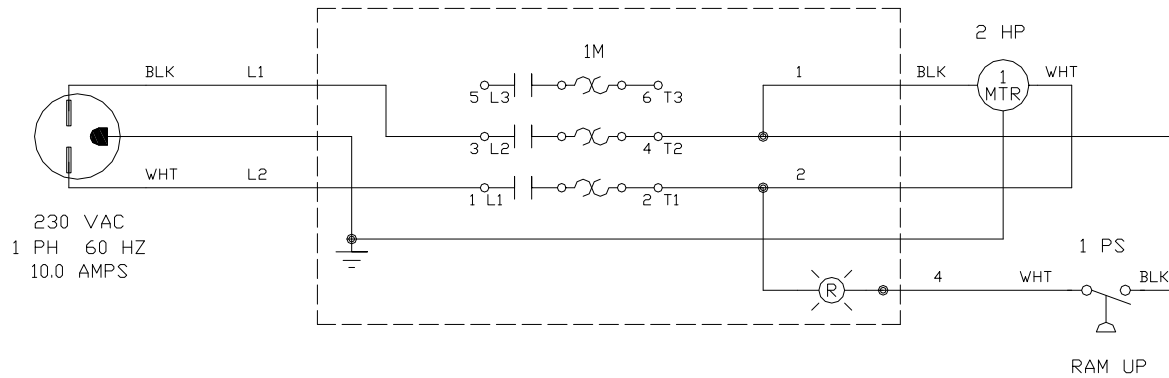 2 HP
1M
BLK L1 1 BLK 1 WHT
MTR
5 L3 6 T3
3 L2 4 T2
WHT L2 1 L1 2 T1 2
230 VAC
1 PH 60 HZ
10.0 AMPS
1 PS
R 4 WHT BLK
RAM UP